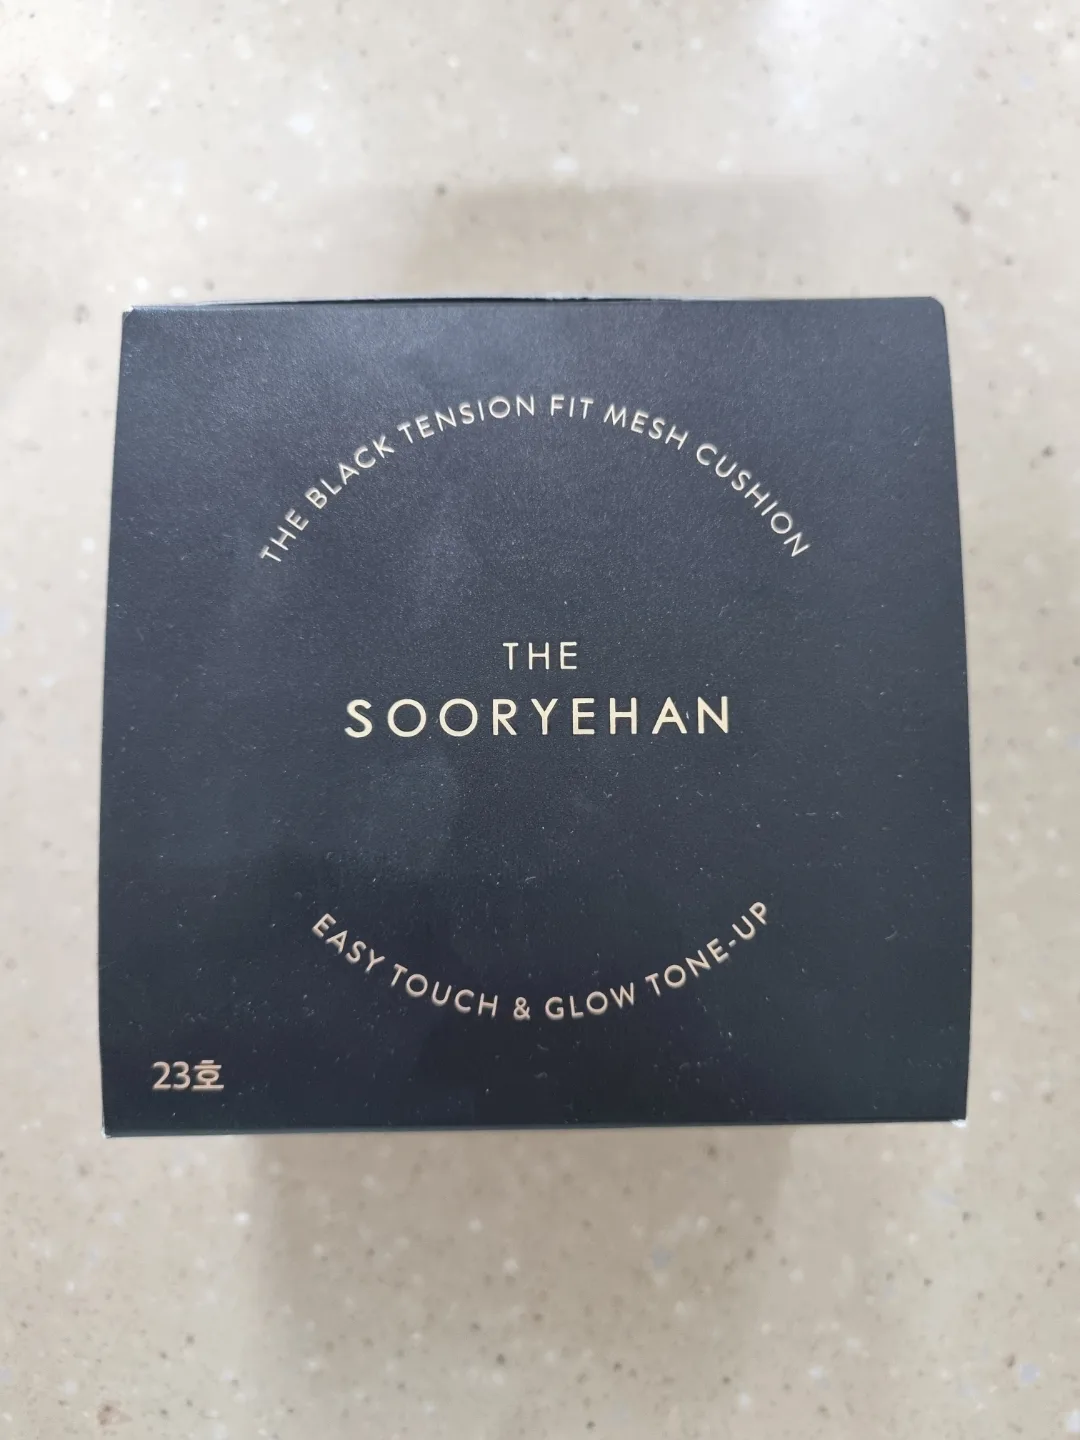 THE BLACK TENSION FIT MESH CUSHION
THE
SOORYEHAN
EASY TOUCH & GLOW TONE-UP
23호